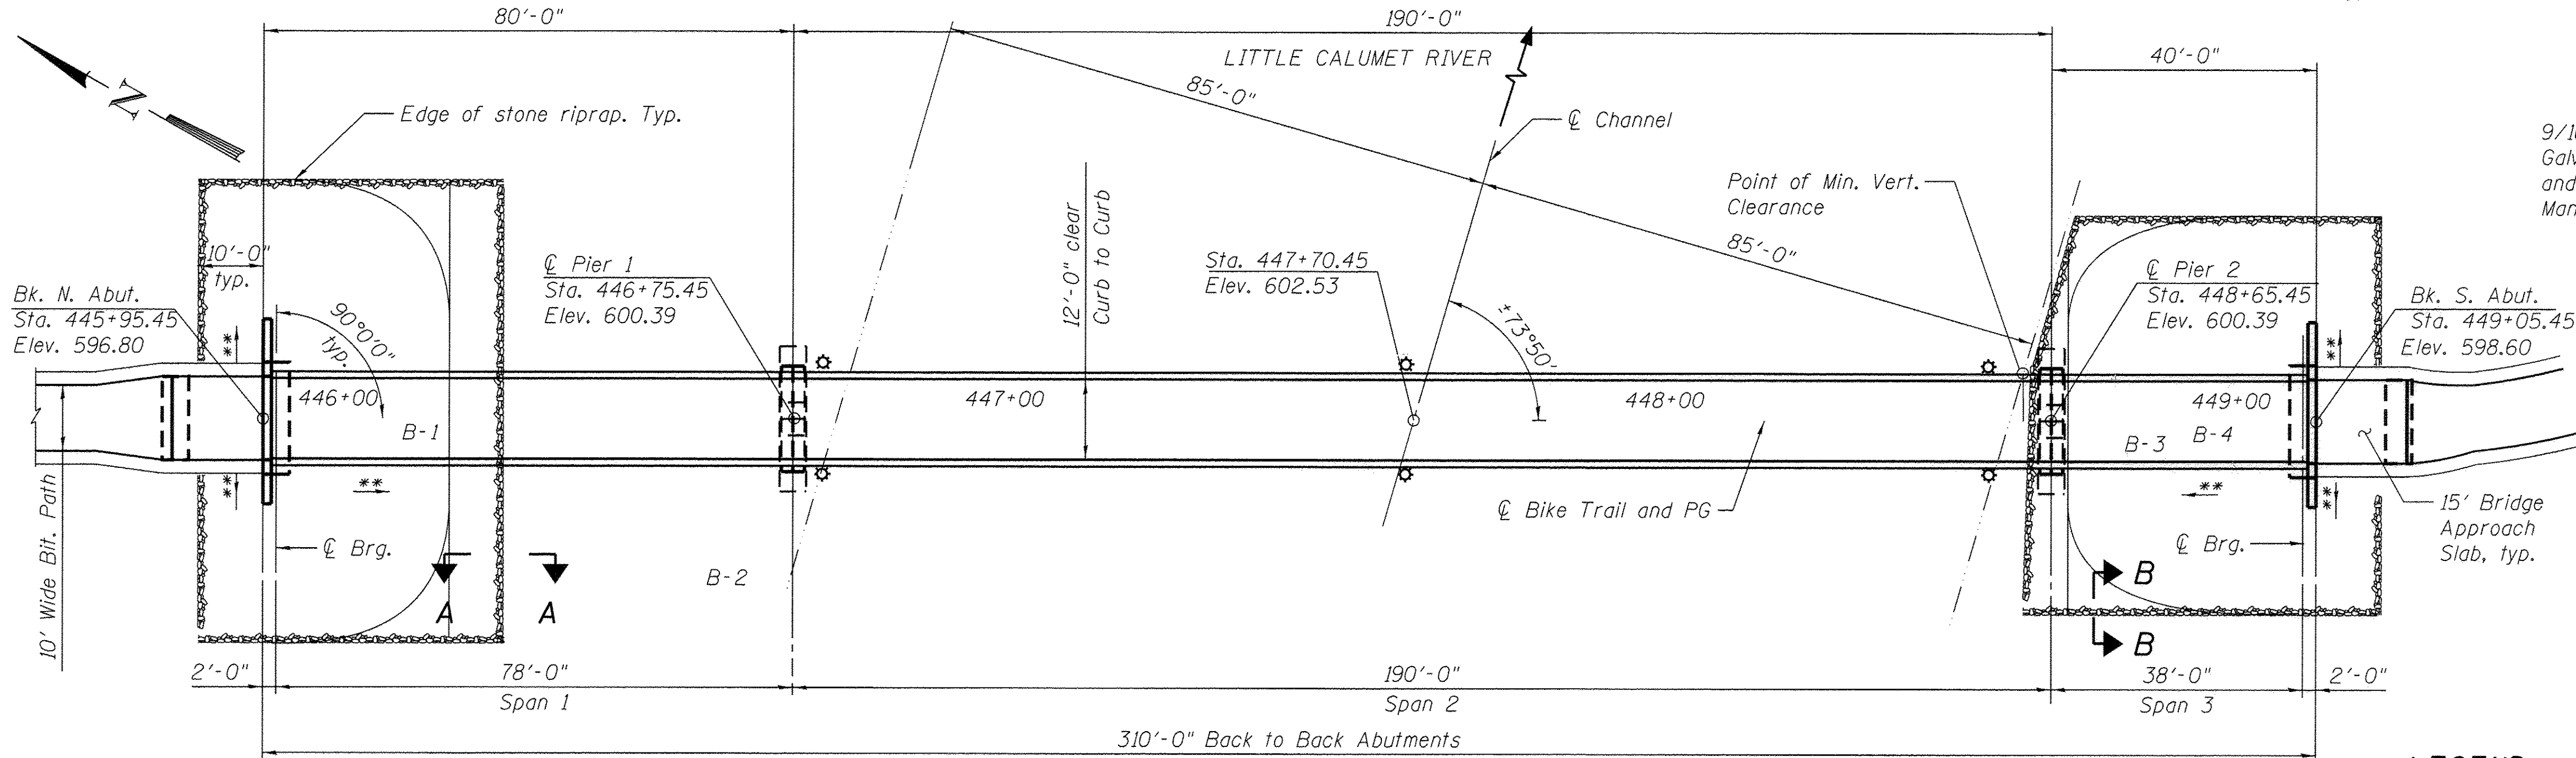 80'-0"
190'-0"
LITTLE CALUMET RIVER
40'-0"
N
85'-0"
Edge of stone riprap. Typ.
℄ Channel
Point of Min. Vert.
Clearance
85'-0"
12'-0" clear
Curb to Curb
10'-0"
typ.
℄ Pier 1
Sta. 446+75.45
Elev. 600.39
Sta. 447+70.45
Elev. 602.53
℄ Pier 2
Sta. 448+65.45
Elev. 600.39
Bk. N. Abut.
Sta. 445+95.45
Elev. 596.80
Bk. S. Abut.
Sta. 449+05.45
Elev. 598.60
90°0'0"
typ.
±73°50'
**
**
446+00
447+00
448+00
449+00
B-1
B-3
B-4
**
**
**
**
10' Wide Bit. Path
℄ Brg.
℄ Bike Trail and PG
℄ Brg.
15' Bridge
Approach
Slab, typ.
B-2
A
A
B
B
2'-0"
78'-0"
190'-0"
38'-0"
2'-0"
Span 1
Span 2
Span 3
310'-0" Back to Back Abutments